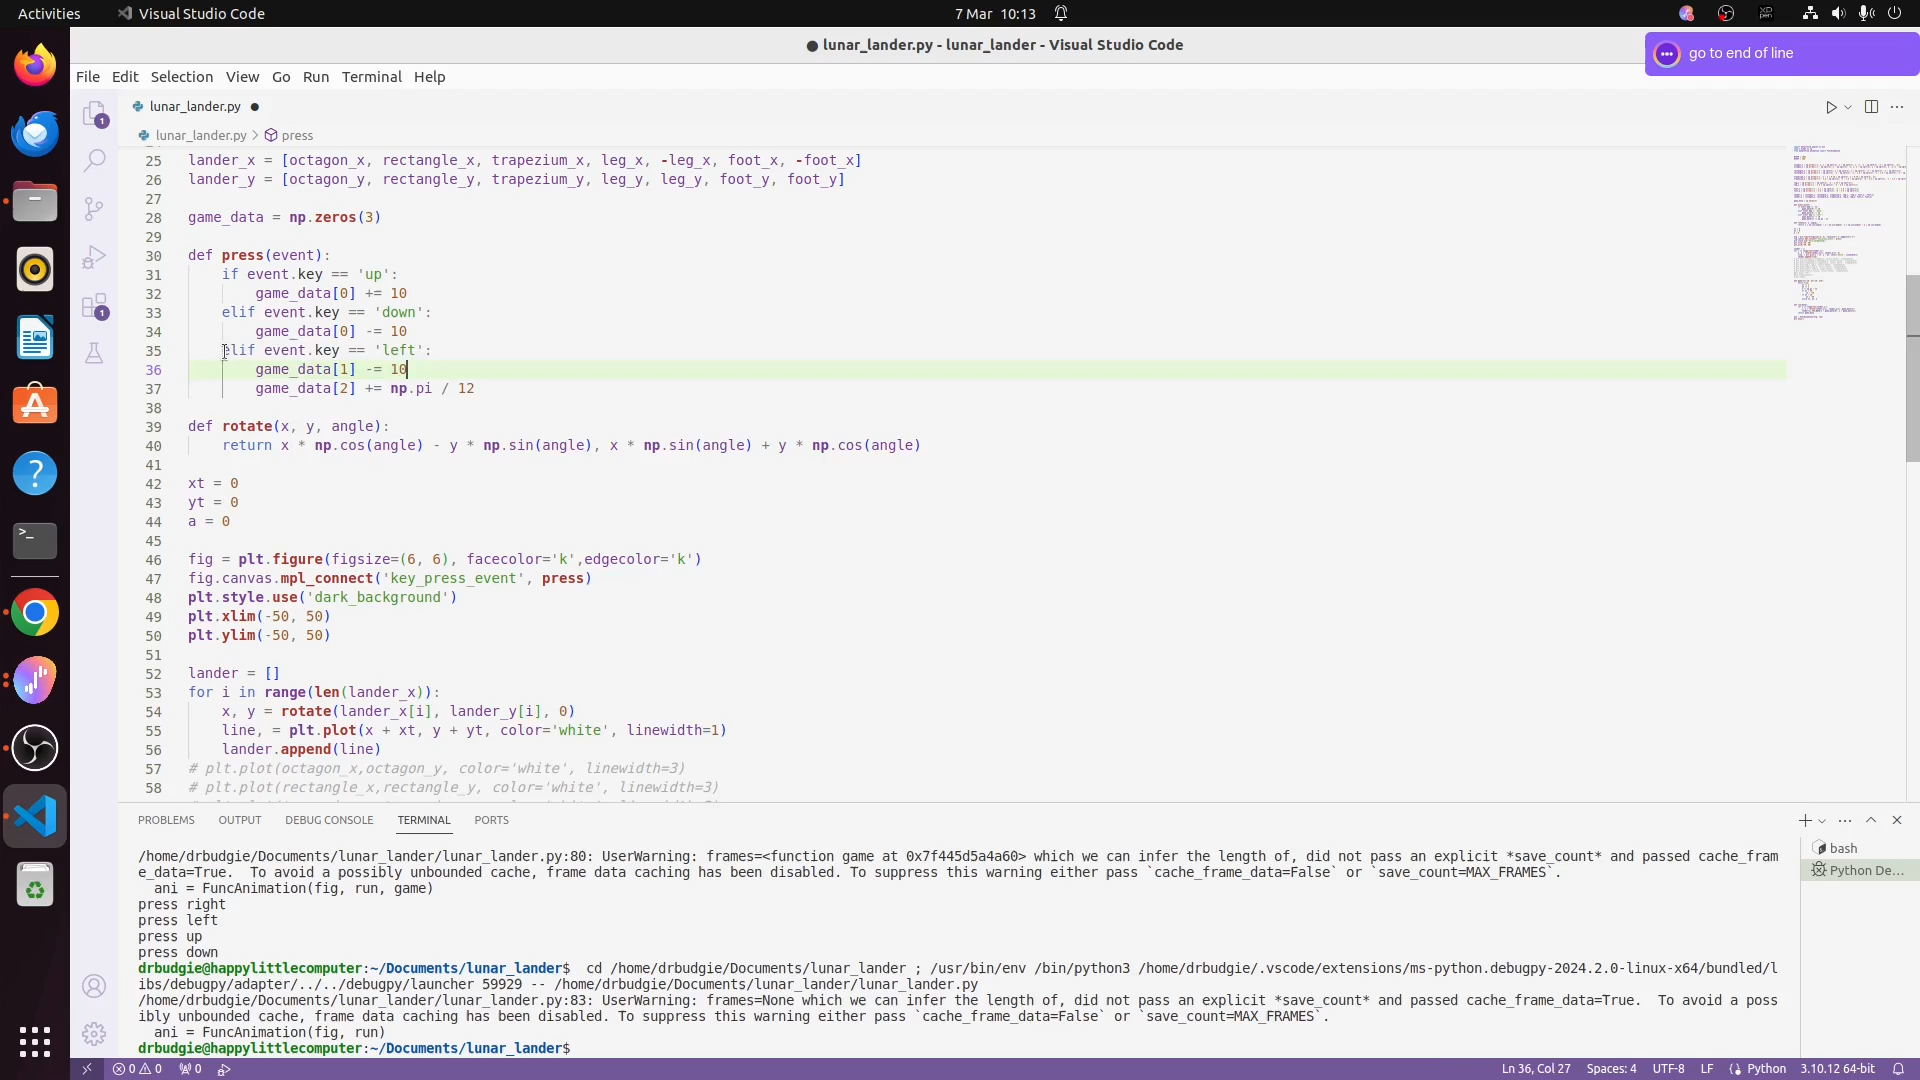 Activities
Visual Studio Code
7 Mar 10:13
● lunar_lander.py - lunar_lander - Visual Studio Code
go to end of line
File Edit Selection View Go Run Terminal Help
lunar_lander.py
lunar_lander.py > press
25 lander_x = [octagon_x, rectangle_x, trapezium_x, leg_x, -leg_x, foot_x, -foot_x]
26 lander_y = [octagon_y, rectangle_y, trapezium_y, leg_y, leg_y, foot_y, foot_y]
27
28 game_data = np.zeros(3)
29
30 def press(event):
31     if event.key == 'up':
32         game_data[0] += 10
33     elif event.key == 'down':
34         game_data[0] -= 10
35     elif event.key == 'left':
36         game_data[1] -= 10
37         game_data[2] += np.pi / 12
38
39 def rotate(x, y, angle):
40     return x * np.cos(angle) - y * np.sin(angle), x * np.sin(angle) + y * np.cos(angle)
41
42 xt = 0
43 yt = 0
44 a = 0
45
46 fig = plt.figure(figsize=(6, 6), facecolor='k',edgecolor='k')
47 fig.canvas.mpl_connect('key_press_event', press)
48 plt.style.use('dark_background')
49 plt.xlim(-50, 50)
50 plt.ylim(-50, 50)
51
52 lander = []
53 for i in range(len(lander_x)):
54     x, y = rotate(lander_x[i], lander_y[i], 0)
55     line, = plt.plot(x + xt, y + yt, color='white', linewidth=1)
56     lander.append(line)
57 # plt.plot(octagon_x,octagon_y, color='white', linewidth=3)
58 # plt.plot(rectangle_x,rectangle_y, color='white', linewidth=3)
PROBLEMS OUTPUT DEBUG CONSOLE TERMINAL PORTS
/home/drbudgie/Documents/lunar_lander/lunar_lander.py:80: UserWarning: frames=<function game at 0x7f445d5a4a60> which we can infer the length of, did not pass an explicit *save_count* and passed cache_fram
e_data=True.  To avoid a possibly unbounded cache, frame data caching has been disabled. To suppress this warning either pass `cache_frame_data=False` or `save_count=MAX_FRAMES`.
  ani = FuncAnimation(fig, run, game)
press right
press left
press up
press down
drbudgie@happylittlecomputer:~/Documents/lunar_lander$  cd /home/drbudgie/Documents/lunar_lander ; /usr/bin/env /bin/python3 /home/drbudgie/.vscode/extensions/ms-python.debugpy-2024.2.0-linux-x64/bundled/l
ibs/debugpy/adapter/../../debugpy/launcher 59929 -- /home/drbudgie/Documents/lunar_lander/lunar_lander.py
/home/drbudgie/Documents/lunar_lander/lunar_lander.py:83: UserWarning: frames=None which we can infer the length of, did not pass an explicit *save_count* and passed cache_frame_data=True.  To avoid a poss
ibly unbounded cache, frame data caching has been disabled. To suppress this warning either pass `cache_frame_data=False` or `save_count=MAX_FRAMES`.
  ani = FuncAnimation(fig, run)
drbudgie@happylittlecomputer:~/Documents/lunar_lander$
bash
Python De...
0 0 0
Ln 36, Col 27 Spaces: 4 UTF-8 LF Python 3.10.12 64-bit